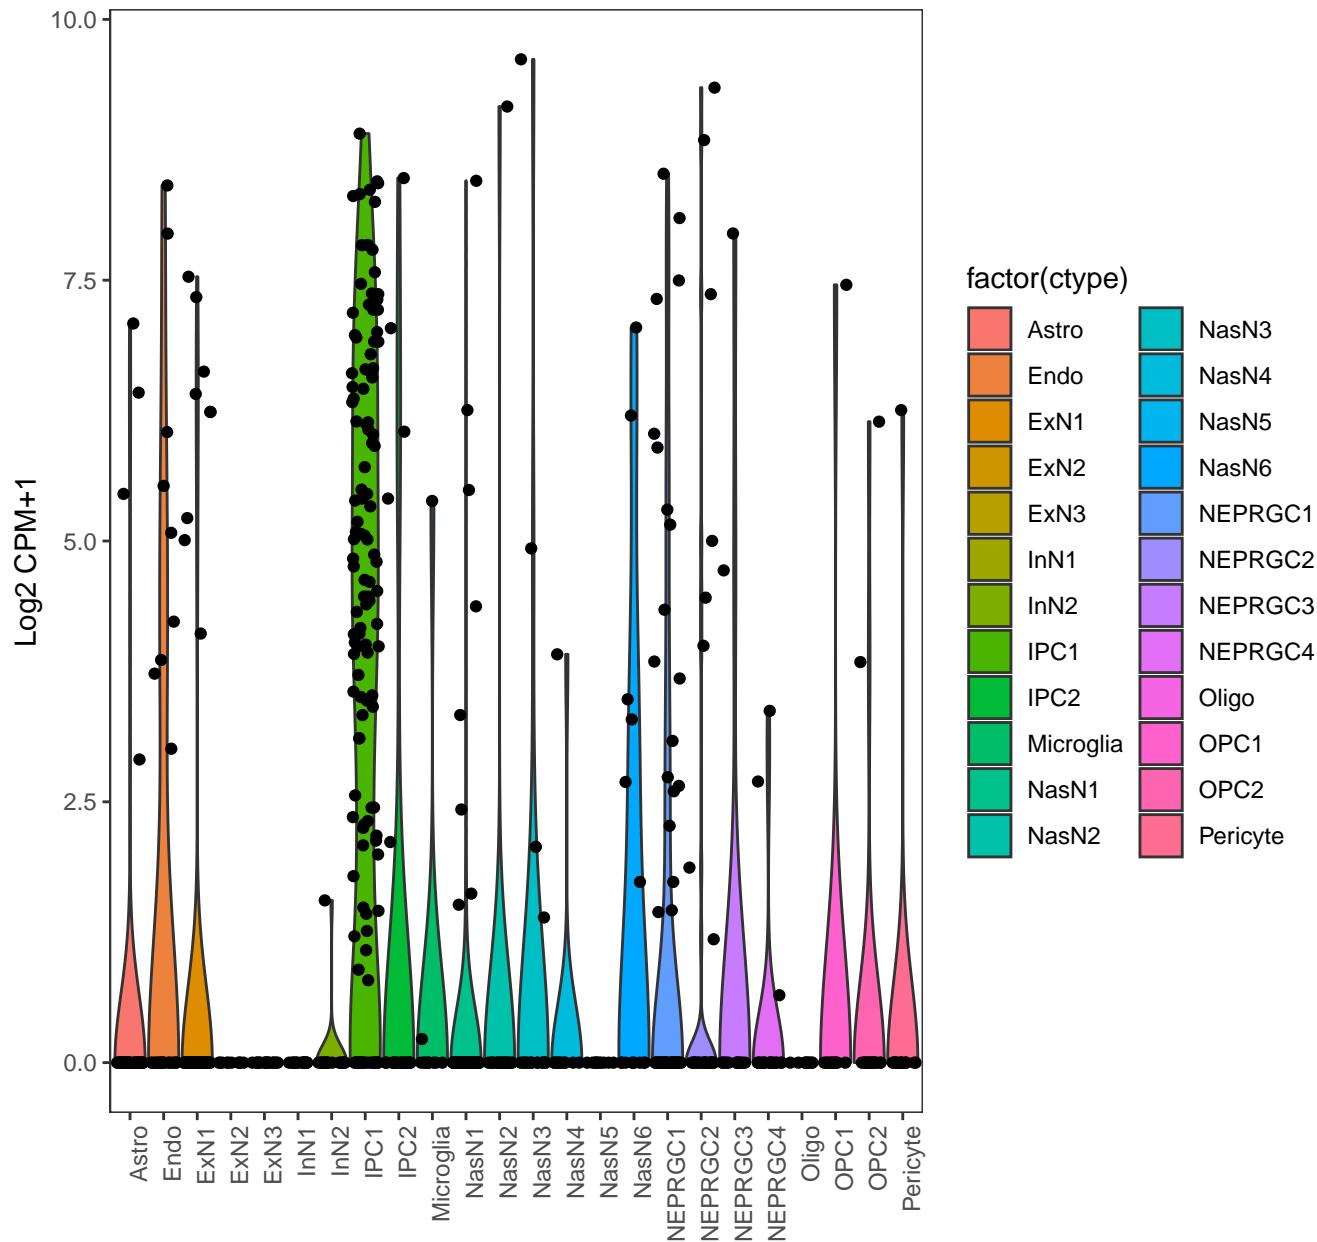 10.0
7.5
5.0
2.5
0.0
Log2 CPM+1
Astro
Endo
ExN1
ExN2
ExN3
InN1
InN2
IPC1
IPC2
Microglia
NasN1
NasN2
NasN3
NasN4
NasN5
NasN6
NEPRGC1
NEPRGC2
NEPRGC3
NEPRGC4
Oligo
OPC1
OPC2
Pericyte
factor(ctype)
Astro
Endo
ExN1
ExN2
ExN3
InN1
InN2
IPC1
IPC2
Microglia
NasN1
NasN2
NasN3
NasN4
NasN5
NasN6
NEPRGC1
NEPRGC2
NEPRGC3
NEPRGC4
Oligo
OPC1
OPC2
Pericyte